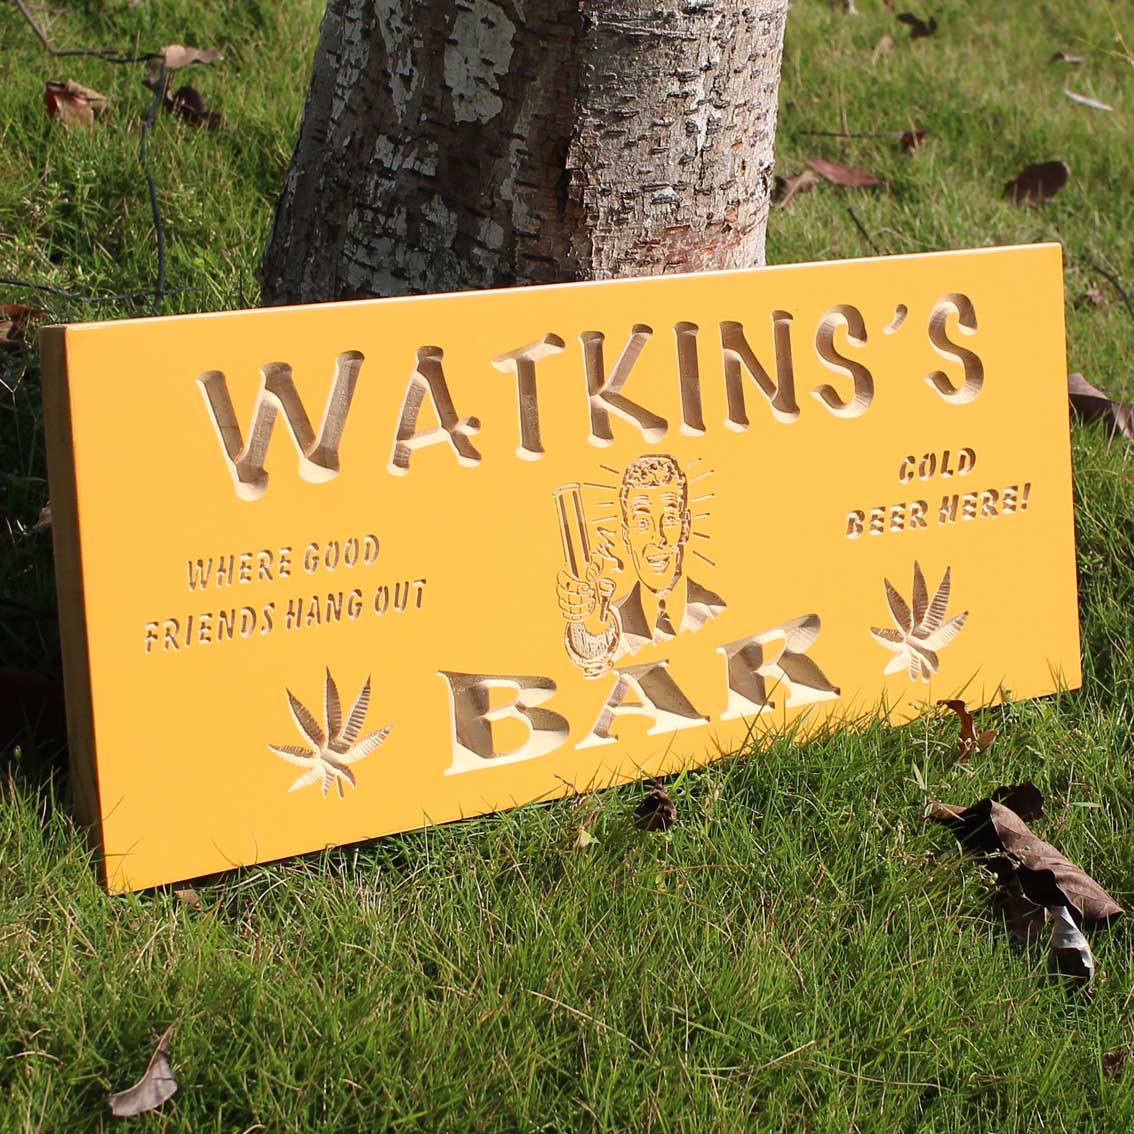 WATKINS'S
WHERE GOOD
FRIENDS HANG OUT
COLD
BEER HERE!
BAR